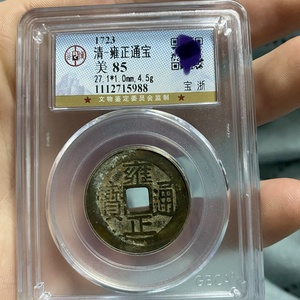 1723
清-雍正通宝
美 85
27.1*1.0mm, 4.5g
宝 浙
1112715988
★ 文物鉴定委员会监制 ★
雍正通寳